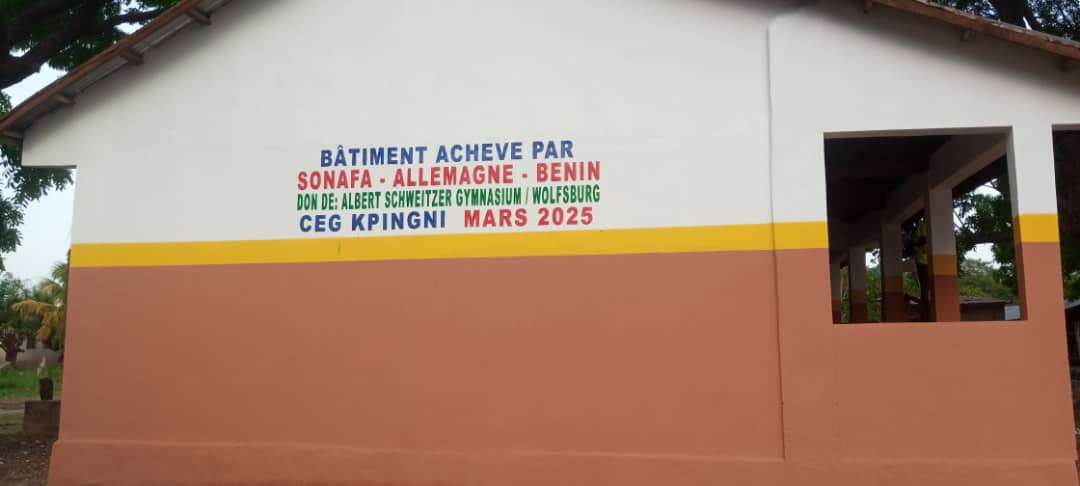 BÂTIMENT ACHEVE PAR
SONAFA - ALLEMAGNE - BENIN
DON DE: ALBERT SCHWEITZER GYMNASIUM / WOLFSBURG
CEG KPINGNI MARS 2025